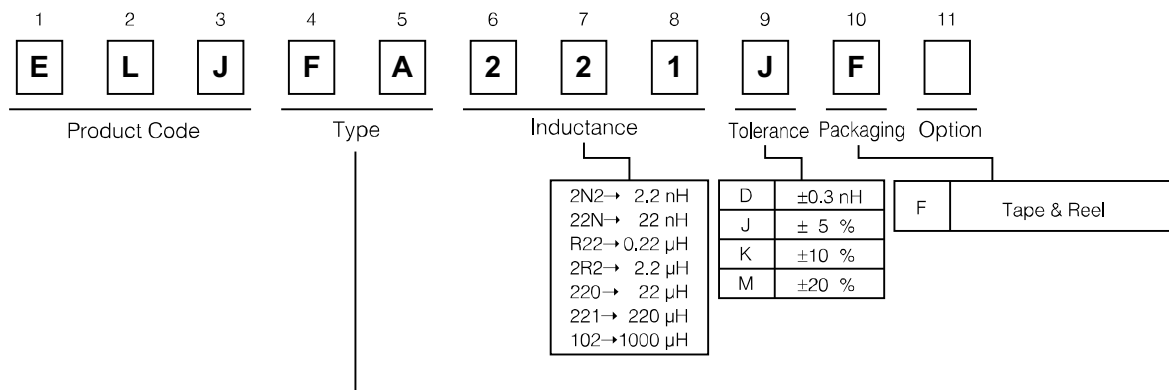 1 2 3 4 5 6 7 8 9 10 11
E L J F A 2 2 1 J F
Product Code Type Inductance Tolerance Packaging Option
2N2→ 2.2 nH
22N→ 22 nH
R22→ 0.22 µH
2R2→ 2.2 µH
220→ 22 µH
221→ 220 µH
102→1000 µH
D ±0.3 nH
J ± 5 %
K ±10 %
M ±20 %
F Tape & Reel